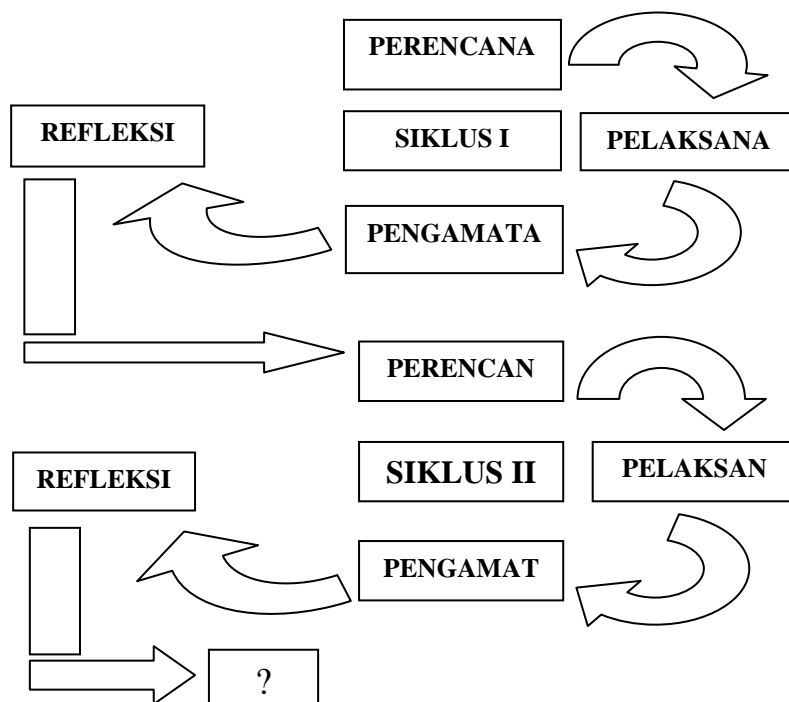 PERENCANA
REFLEKSI
SIKLUS I
PELAKSANA
PENGAMATA
PERENCAN
REFLEKSI
SIKLUS II
PELAKSAN
PENGAMAT
?